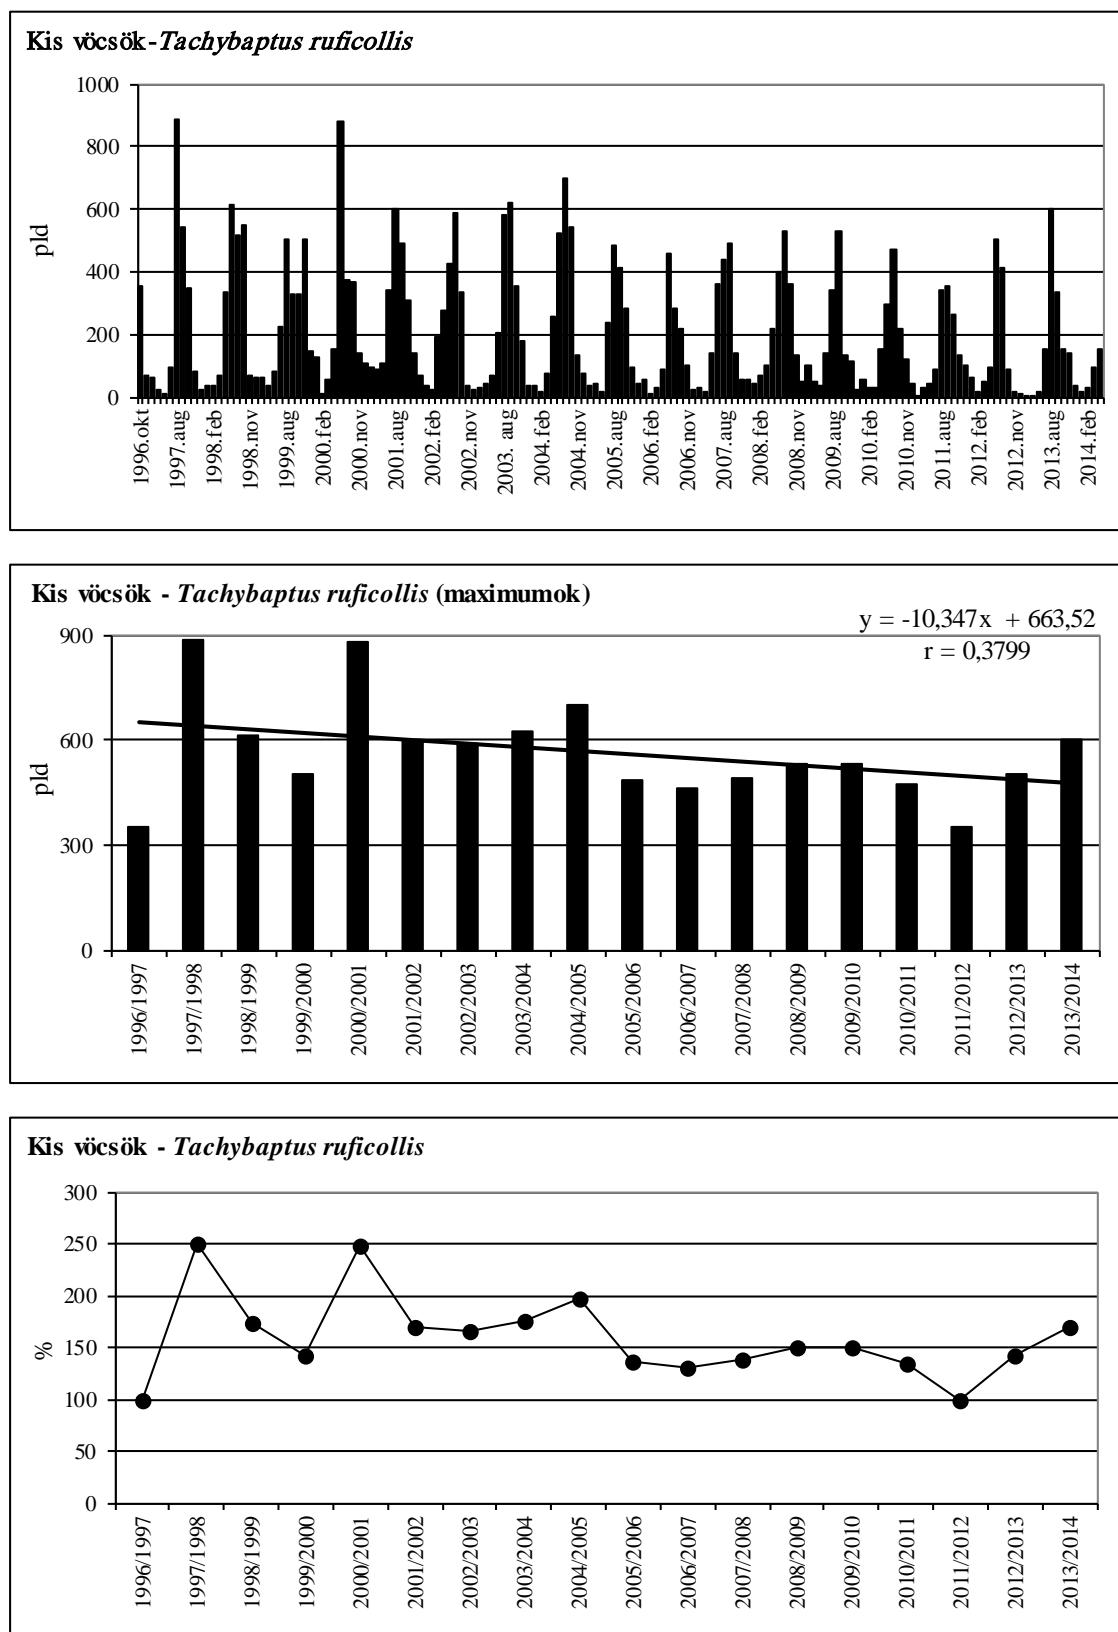 Kis vöcsök-Tachybaptus ruficollis
1000
800
600
400
200
0
pld
1996.okt
1997.aug
1998.feb
1998.nov
1999.aug
2000.feb
2000.nov
2001.aug
2002.feb
2002.nov
2003. aug
2004.feb
2004.nov
2005.aug
2006.feb
2006.nov
2007.aug
2008.feb
2008.nov
2009.aug
2010.feb
2010.nov
2011.aug
2012.feb
2012.nov
2013.aug
2014.feb
Kis vöcsök - Tachybaptus ruficollis (maximumok)
y = -10,347x + 663,52
r = 0,3799
900
600
300
0
pld
1996/1997
1997/1998
1998/1999
1999/2000
2000/2001
2001/2002
2002/2003
2003/2004
2004/2005
2005/2006
2006/2007
2007/2008
2008/2009
2009/2010
2010/2011
2011/2012
2012/2013
2013/2014
Kis vöcsök - Tachybaptus ruficollis
300
250
200
150
100
50
0
%
1996/1997
1997/1998
1998/1999
1999/2000
2000/2001
2001/2002
2002/2003
2003/2004
2004/2005
2005/2006
2006/2007
2007/2008
2008/2009
2009/2010
2010/2011
2011/2012
2012/2013
2013/2014